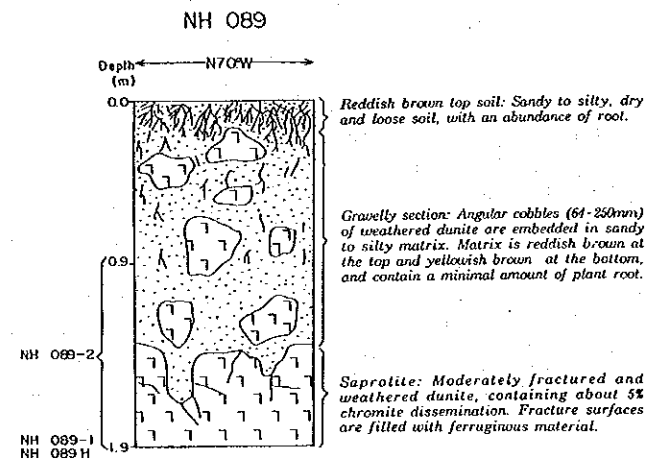 NH 089
Depth
(m)
N70°W
0.0
Reddish brown top soil: Sandy to silty, dry
and loose soil, with an abundance of root.
Gravelly section: Angular cobbles (64-250mm)
of weathered dunite are embedded in sandy
to silty matrix. Matrix is reddish brown at
the top and yellowish brown at the bottom,
and contain a minimal amount of plant root.
0.9
NH 089-2
Saprotite: Moderately fractured and
weathered dunite, containing about 5%
chromite dissemination. Fracture surfaces
are filled with ferruginous material.
NH 089-1
NH 089H
1.9